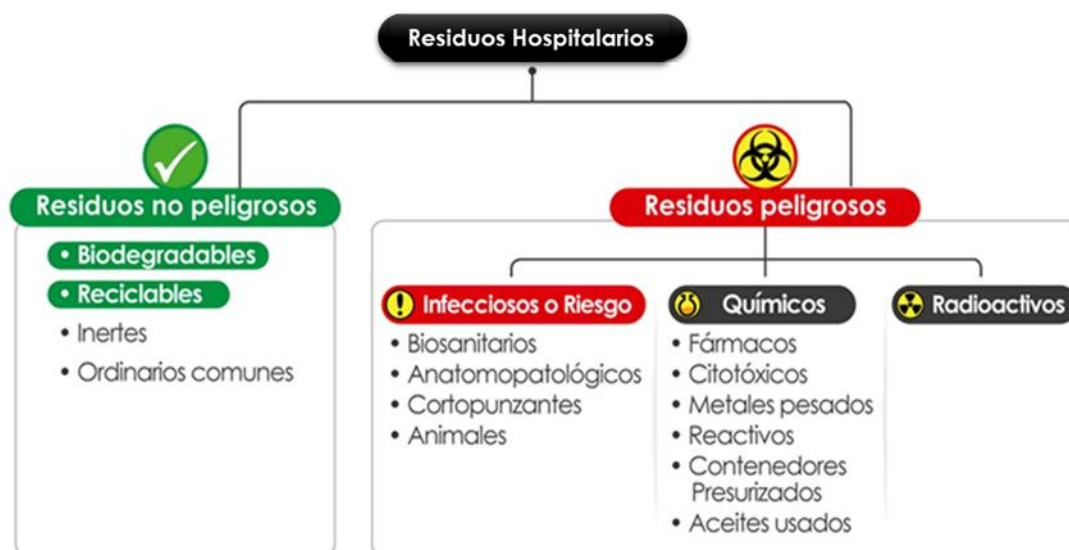 Residuos Hospitalarios
Residuos no peligrosos
• Biodegradables
• Reciclables
• Inertes
• Ordinarios comunes
Residuos peligrosos
Infecciosos o Riesgo
• Biosanitarios
• Anatomopatológicos
• Cortopunzantes
• Animales
Químicos
• Fármacos
• Citotóxicos
• Metales pesados
• Reactivos
• Contenedores
Presurizados
• Aceites usados
Radioactivos